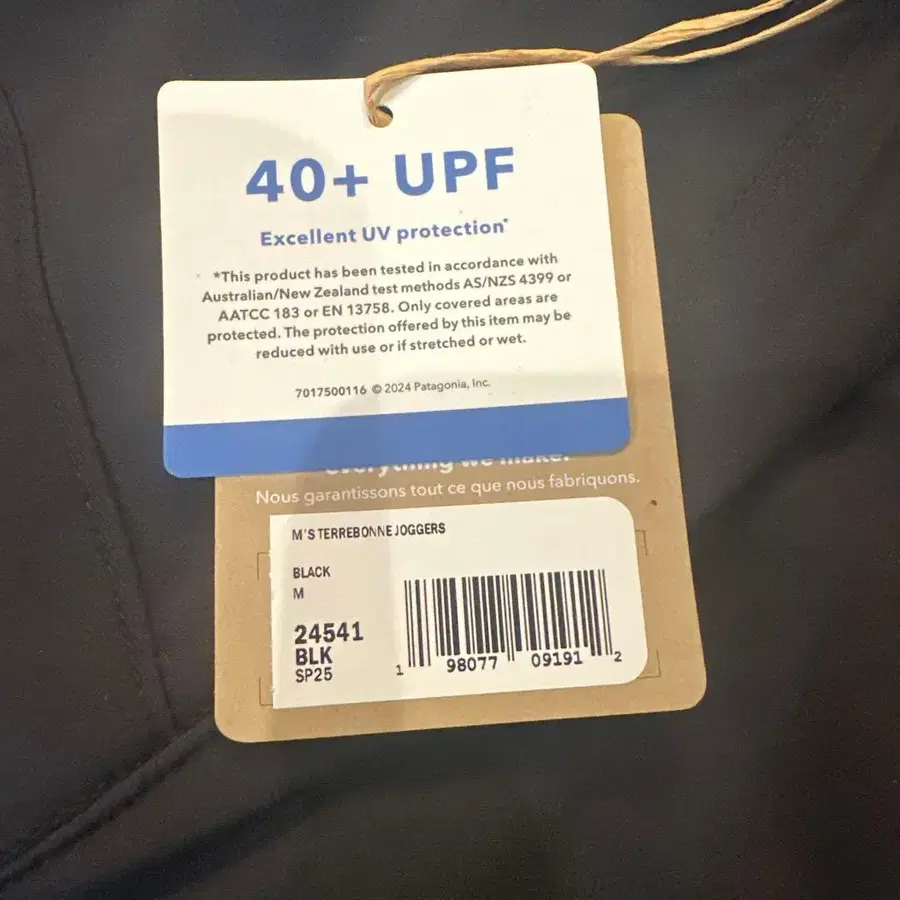 40+ UPF
Excellent UV protection*
*This product has been tested in accordance with
Australian/New Zealand test methods AS/NZS 4399 or
AATCC 183 or EN 13758. Only covered areas are
protected. The protection offered by this item may be
reduced with use or if stretched or wet.
7017500116 © 2024 Patagonia, Inc.
everything we make.
Nous garantissons tout ce que nous fabriquons.
M'S TERREBONNE JOGGERS
BLACK
M
24541
BLK
SP25
1 98077 09191 2